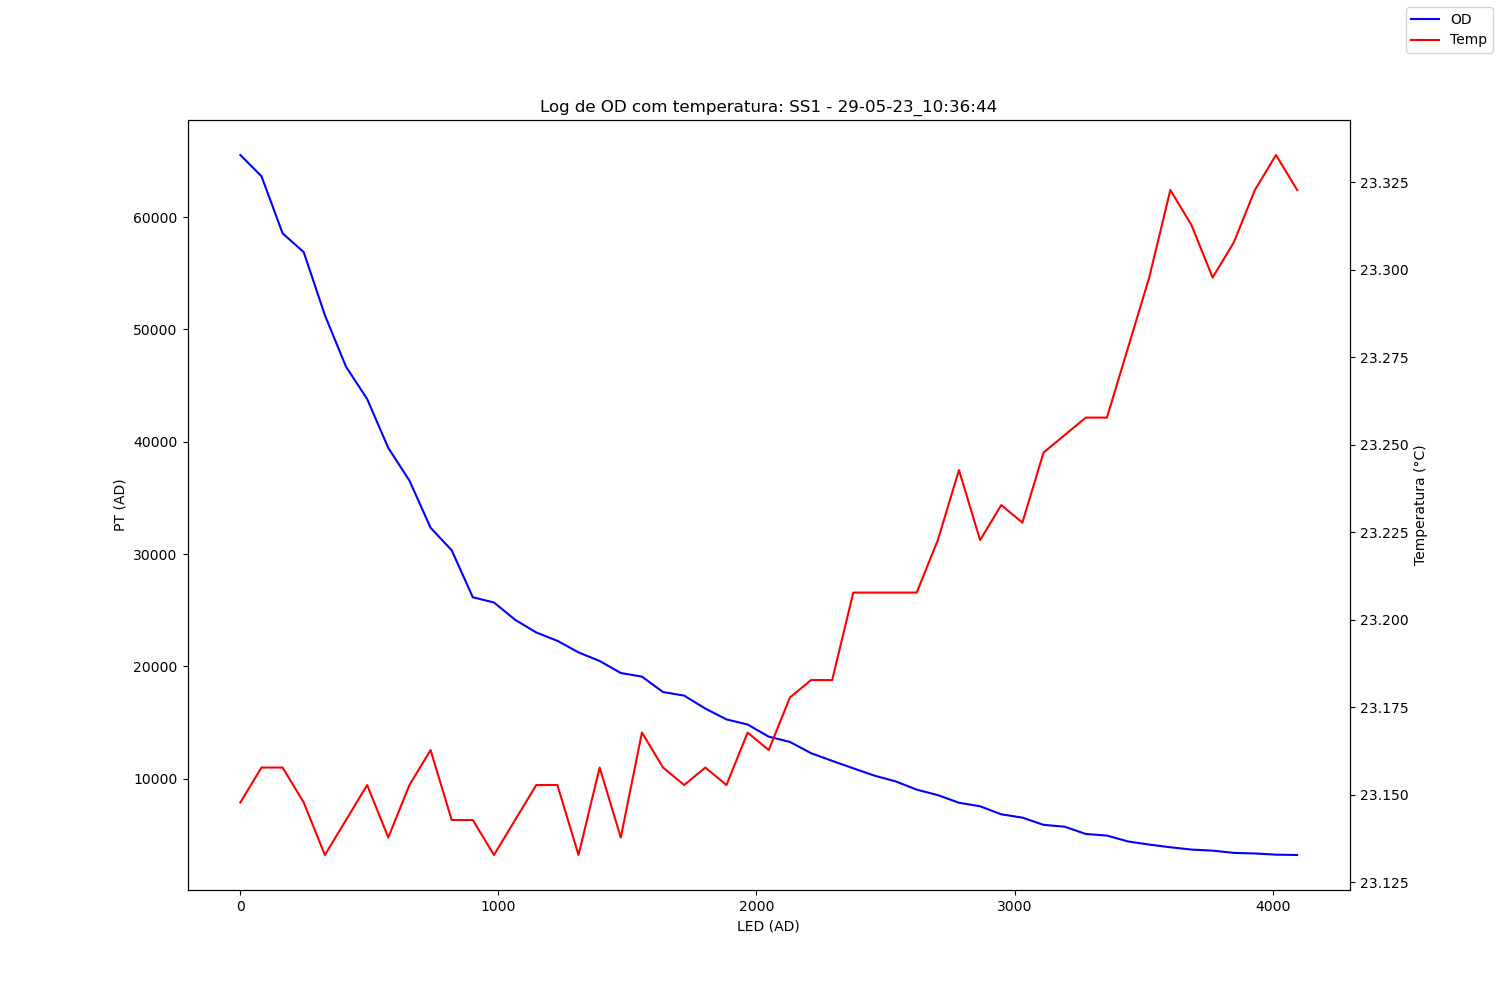 OD
Temp
Log de OD com temperatura: SS1 - 29-05-23_10:36:44
60000
50000
40000
30000
20000
10000
PT (AD)
23.325
23.300
23.275
23.250
23.225
23.200
23.175
23.150
23.125
Temperatura (°C)
0 1000 2000 3000 4000
LED (AD)